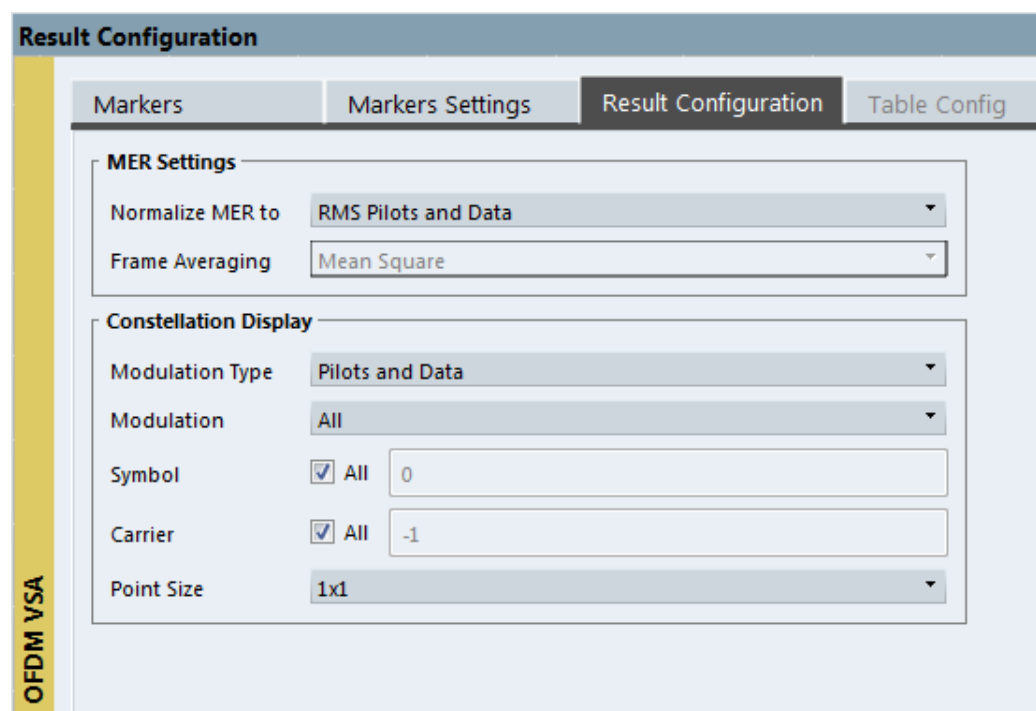 Result Configuration
Markers Markers Settings Result Configuration Table Config
MER Settings
Normalize MER to RMS Pilots and Data
Frame Averaging Mean Square
Constellation Display
Modulation Type Pilots and Data
Modulation All
Symbol All 0
Carrier All -1
Point Size 1x1
OFDM VSA